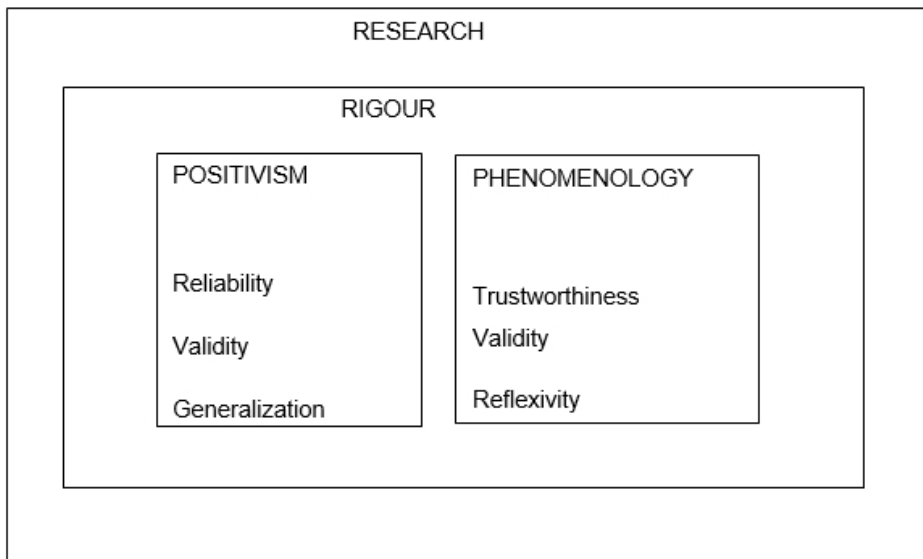 RESEARCH
RIGOUR
POSITIVISM
Reliability
Validity
Generalization
PHENOMENOLOGY
Trustworthiness
Validity
Reflexivity